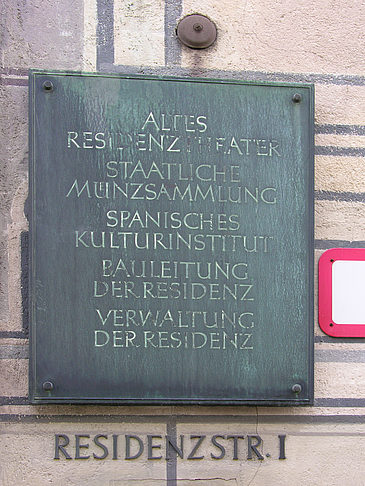 ALTES
RESIDENZTHEATER
STAATLICHE
MÜNZSAMMLUNG
SPANISCHES
KULTURINSTITUT
BAULEITUNG
DER RESIDENZ
VERWALTUNG
DER RESIDENZ
RESIDENZSTR. 1